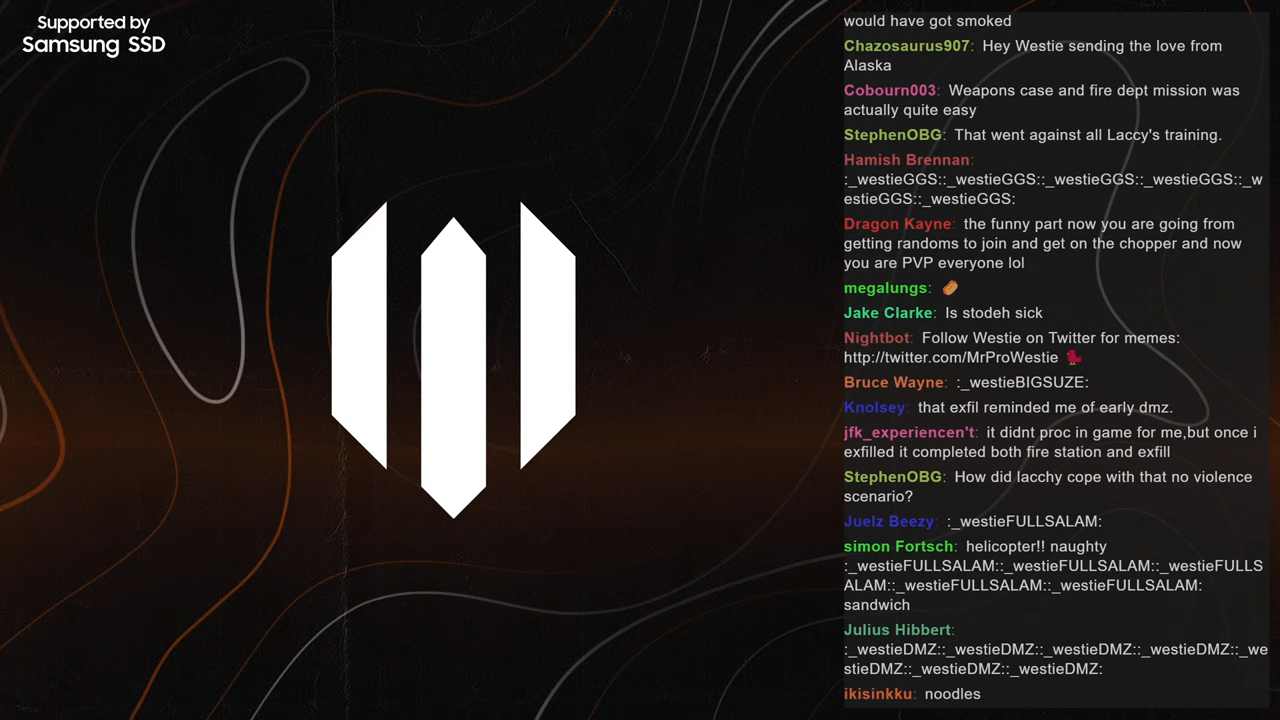 Supported by
Samsung SSD
would have got smoked
Chazosaurus907: Hey Westie sending the love from
Alaska
Cobourn003: Weapons case and fire dept mission was
actually quite easy
StephenOBG: That went against all Laccy's training.
Hamish Brennan:
:_westieGGS::_westieGGS::_westieGGS::_westieGGS::_w
estieGGS::_westieGGS:
Dragon Kayne: the funny part now you are going from
getting randoms to join and get on the chopper and now
you are PVP everyone lol
megalungs: 🥜
Jake Clarke: Is stodeh sick
Nightbot: Follow Westie on Twitter for memes:
http://twitter.com/MrProWestie
Bruce Wayne: :_westieBIGSUZE:
Knolsey: that exfil reminded me of early dmz.
jfk_experiencen't: it didnt proc in game for me,but once i
exfilled it completed both fire station and exfill
StephenOBG: How did lacchy cope with that no violence
scenario?
Juelz Beezy: :_westieFULLSALAM:
simon Fortsch: helicopter!! naughty
:_westieFULLSALAM::_westieFULLSALAM::_westieFULLS
ALAM::_westieFULLSALAM::_westieFULLSALAM:
sandwich
Julius Hibbert:
:_westieDMZ::_westieDMZ::_westieDMZ::_westieDMZ::_we
stieDMZ::_westieDMZ::_westieDMZ:
ikisinkku: noodles